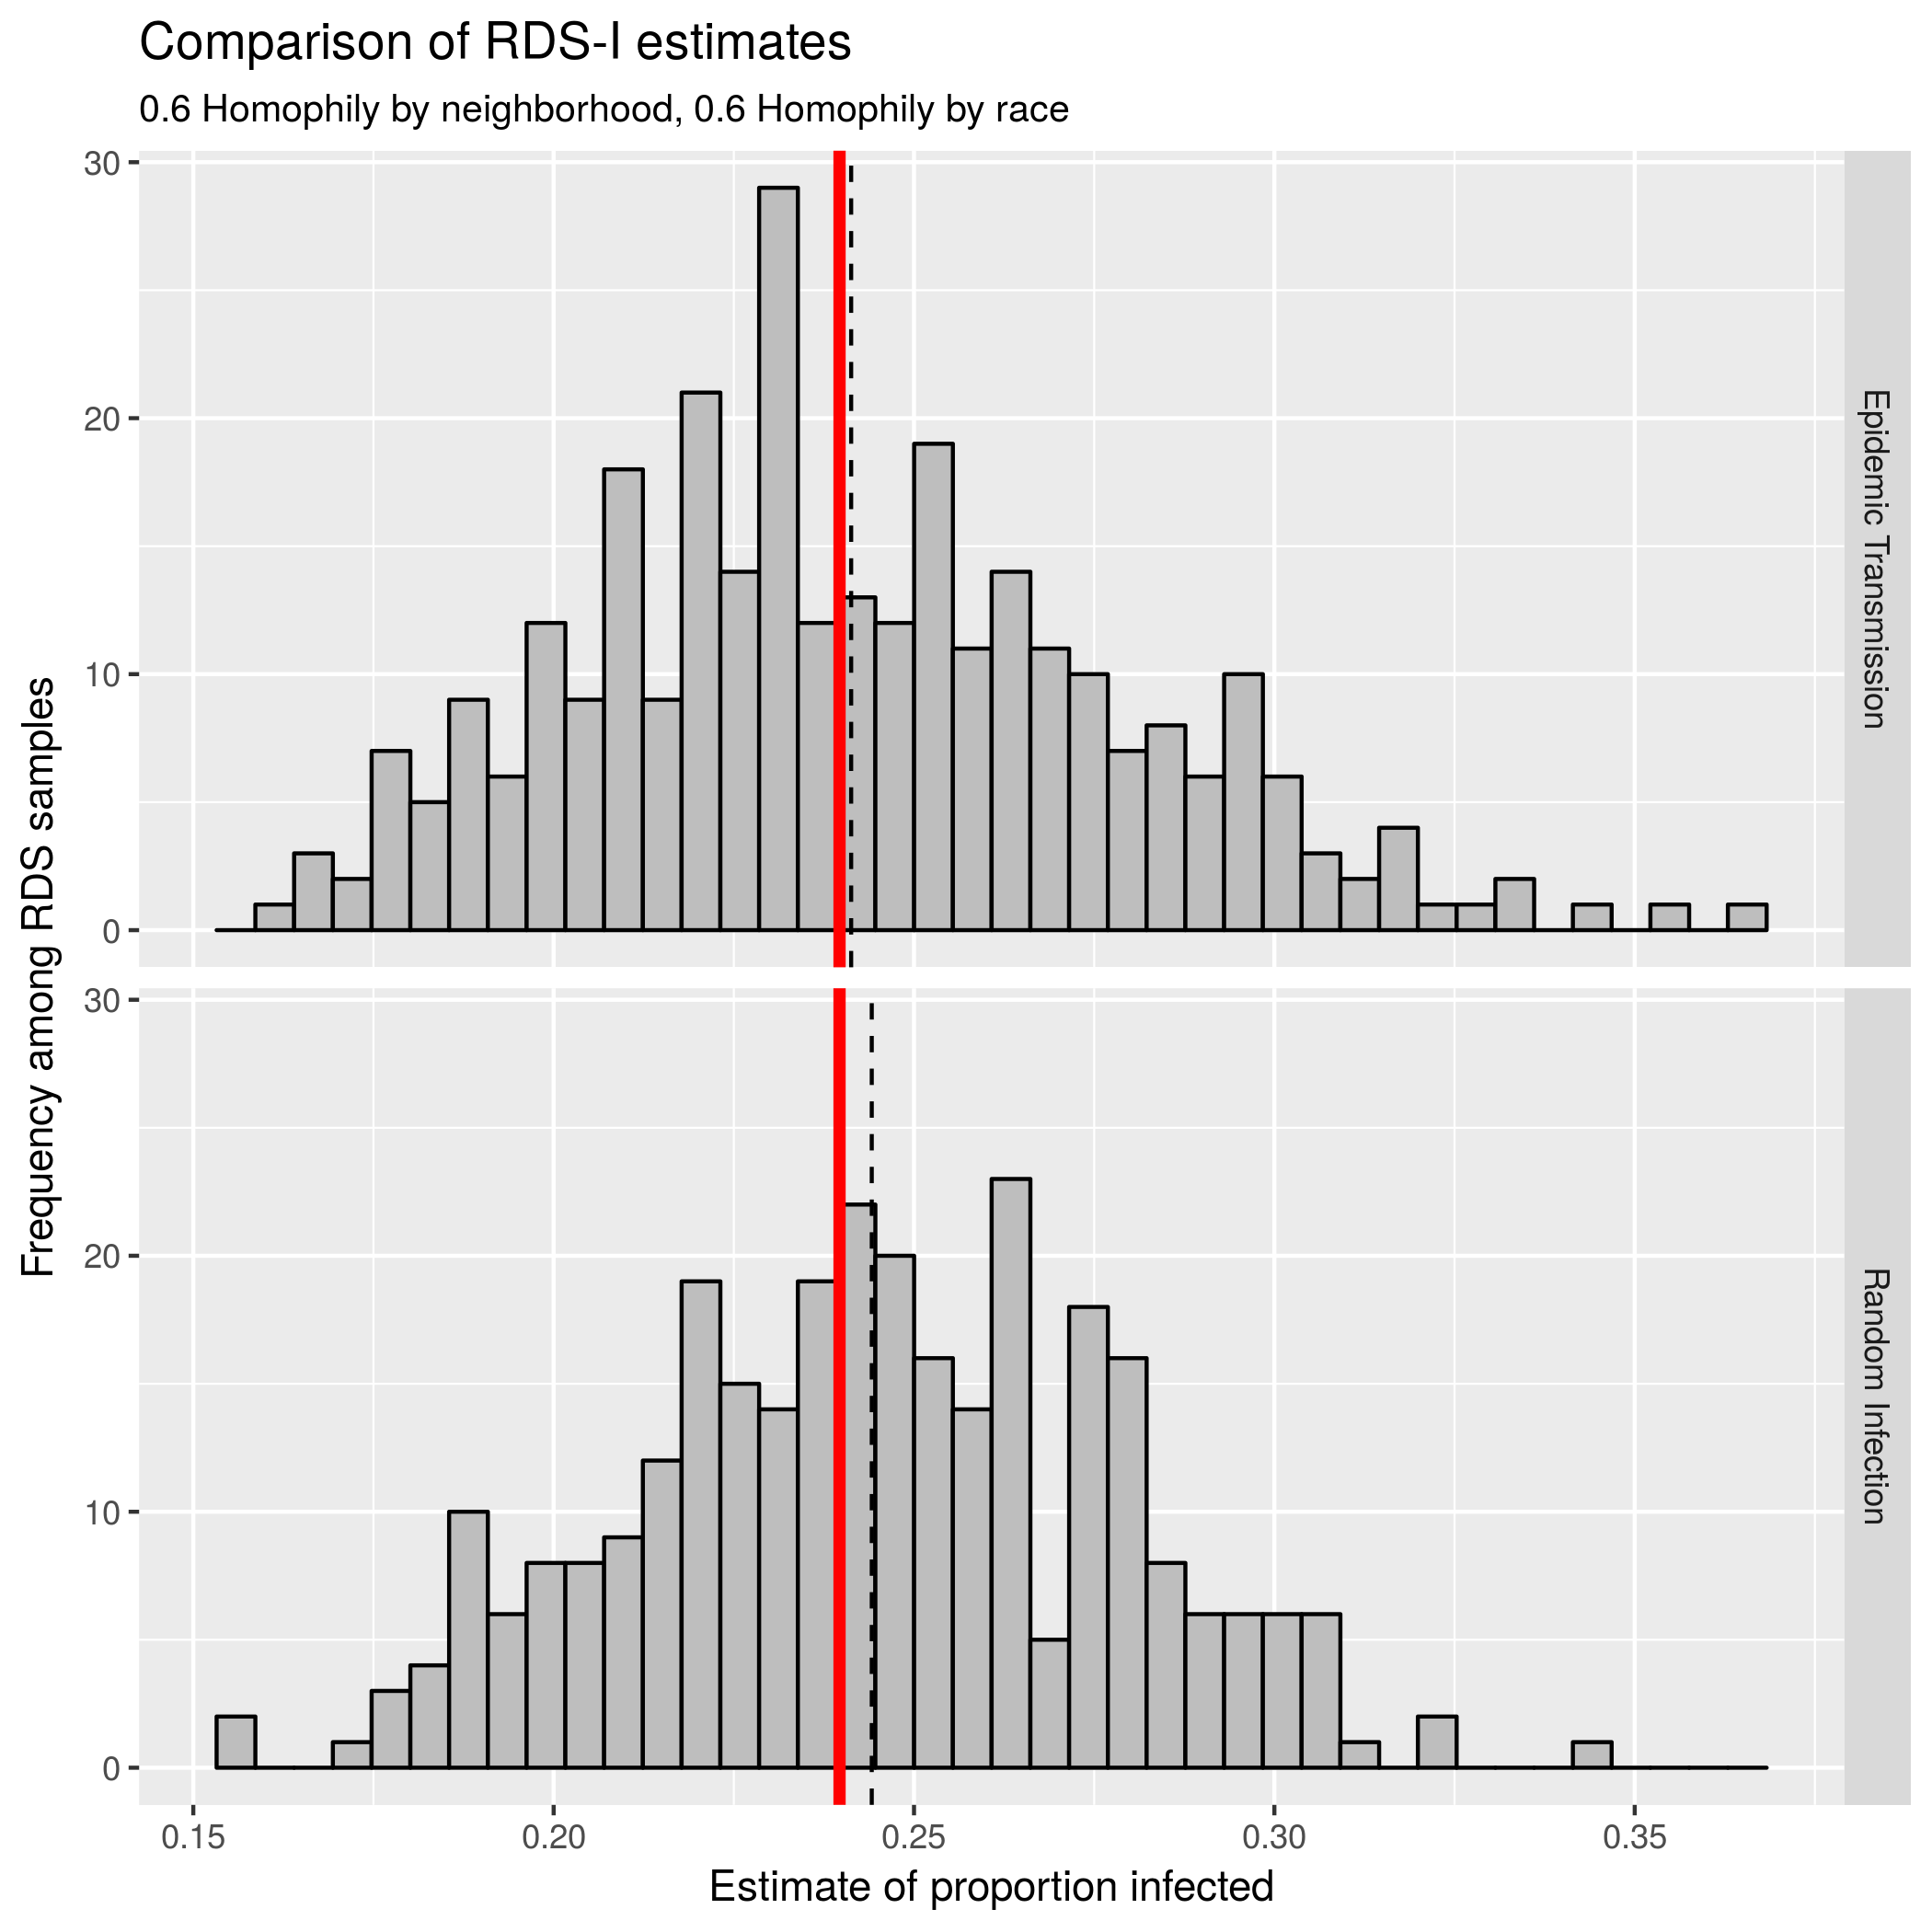 Comparison of RDS-I estimates
0.6 Homophily by neighborhood, 0.6 Homophily by race
Frequency among RDS samples
30
20
10
0
Epidemic Transmission
30
20
10
0
Random Infection
0.15 0.20 0.25 0.30 0.35
Estimate of proportion infected